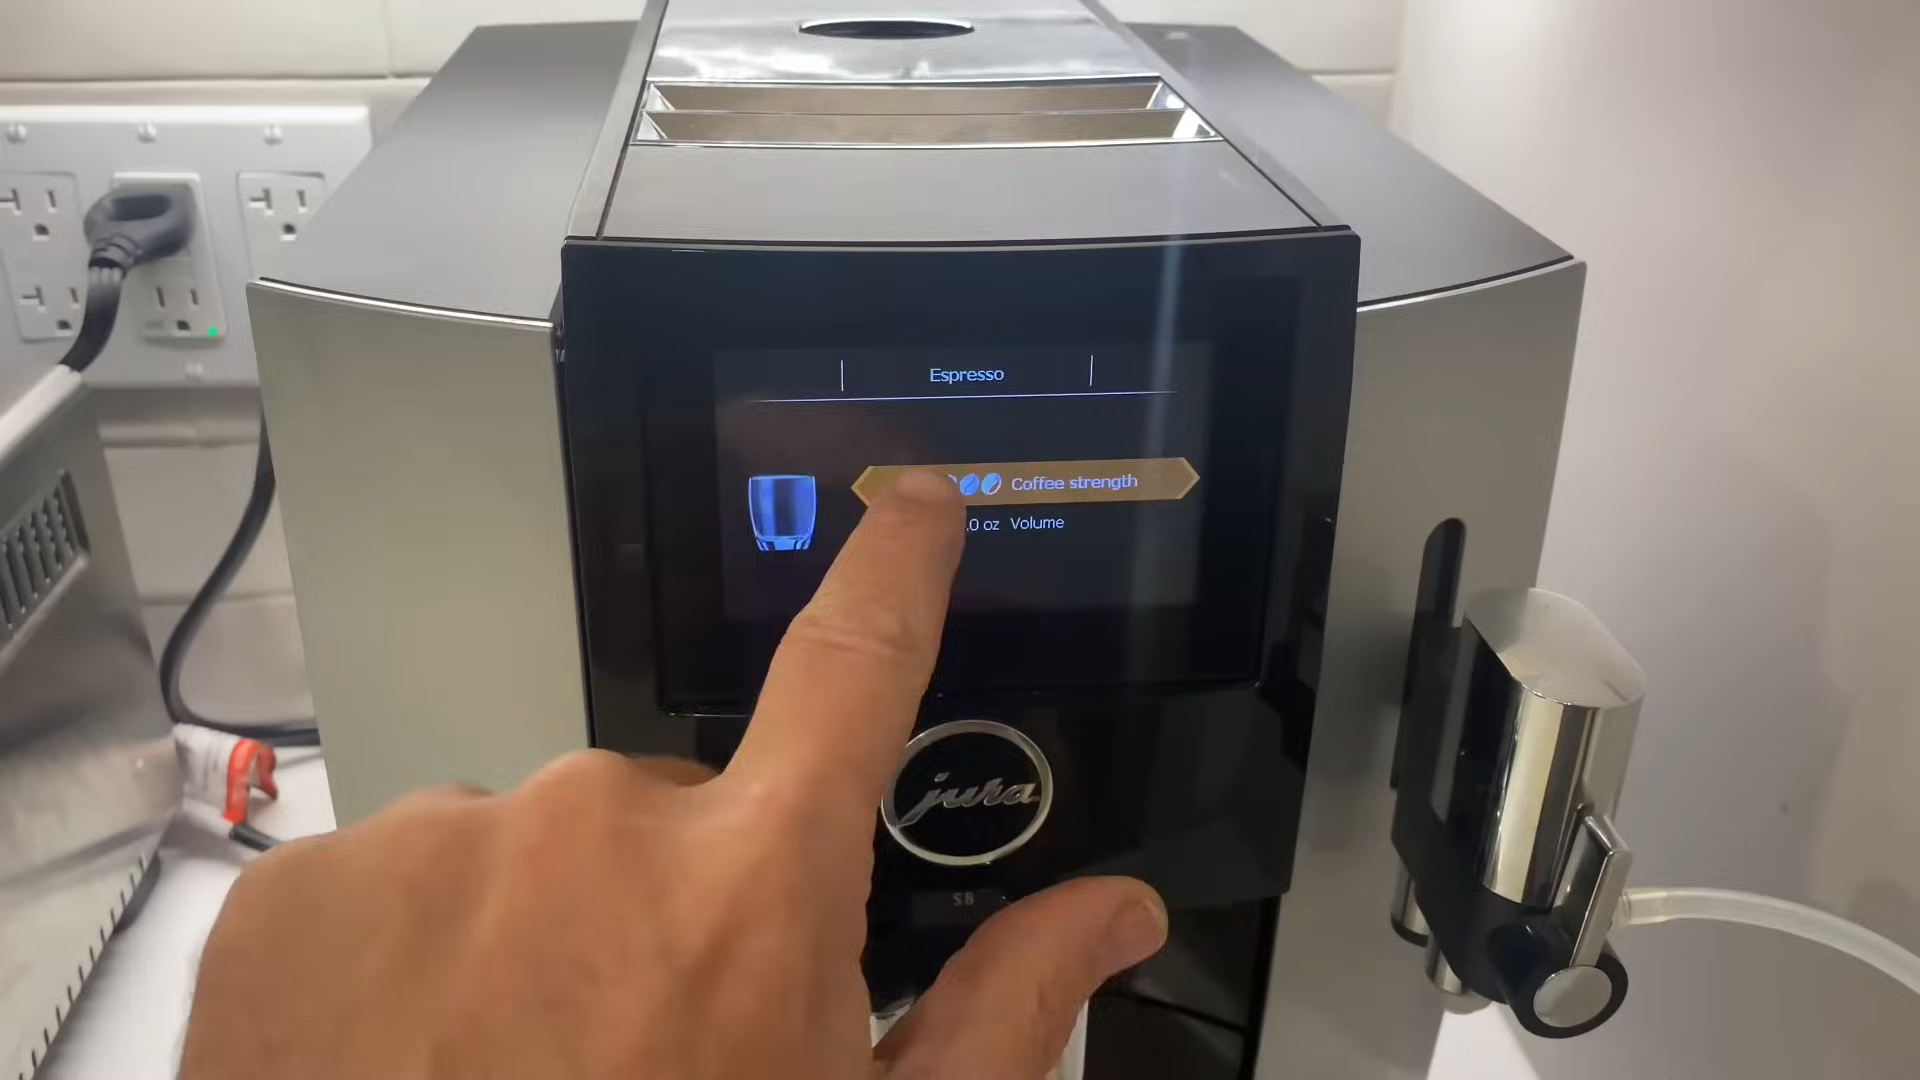 Espresso
Coffee strength
.0 oz Volume
jura
S8